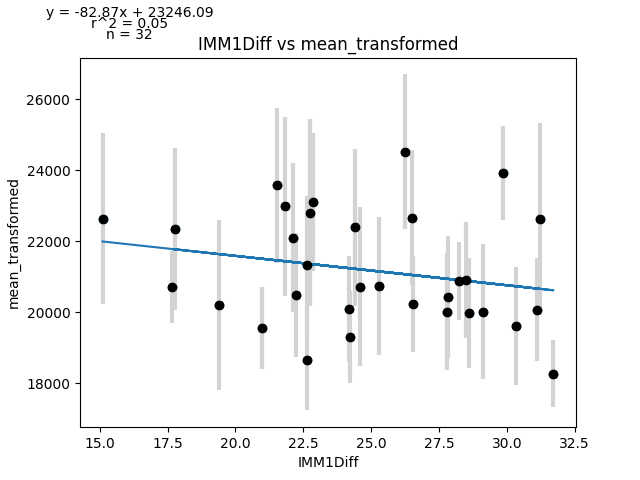 y = -82.87x + 23246.09
r^2 = 0.05
n = 32
IMM1Diff vs mean_transformed
26000
24000
22000
20000
18000
mean_transformed
15.0 17.5 20.0 22.5 25.0 27.5 30.0 32.5
IMM1Diff